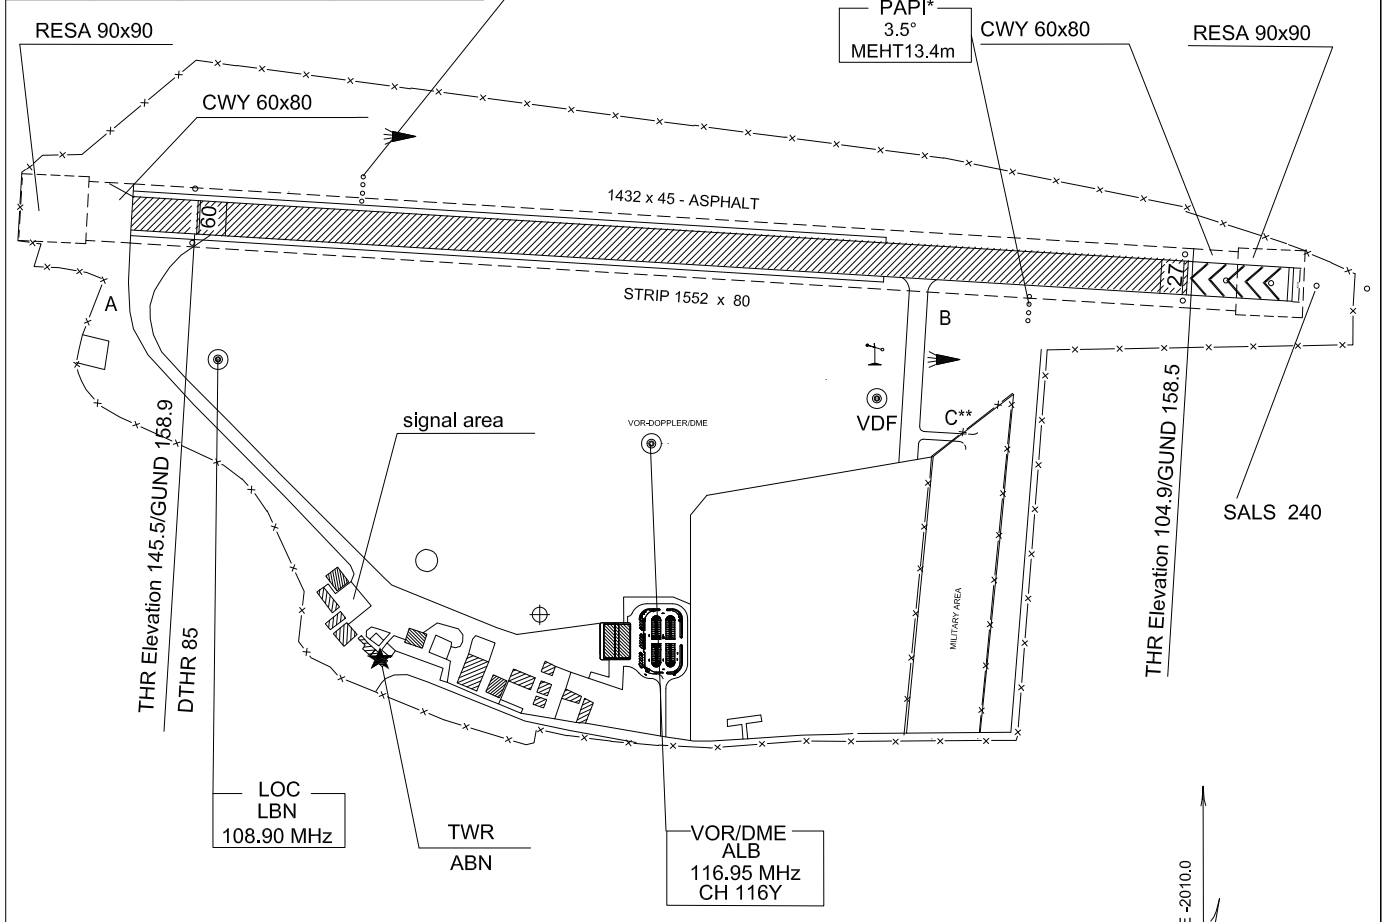 RESA 90x90
CWY 60x80
PAPI*
3.5°
MEHT13.4m
CWY 60x80
RESA 90x90
1432 x 45 - ASPHALT
09
27
STRIP 1552 x 80
A
B
signal area
VOR-DOPPLER/DME
VDF
C**
SALS 240
THR Elevation 145.5/GUND 158.9
DTHR 85
MILITARY AREA
THR Elevation 104.9/GUND 158.5
LOC
LBN
108.90 MHz
TWR
ABN
VOR/DME
ALB
116.95 MHz
CH 116Y
E -2010.0